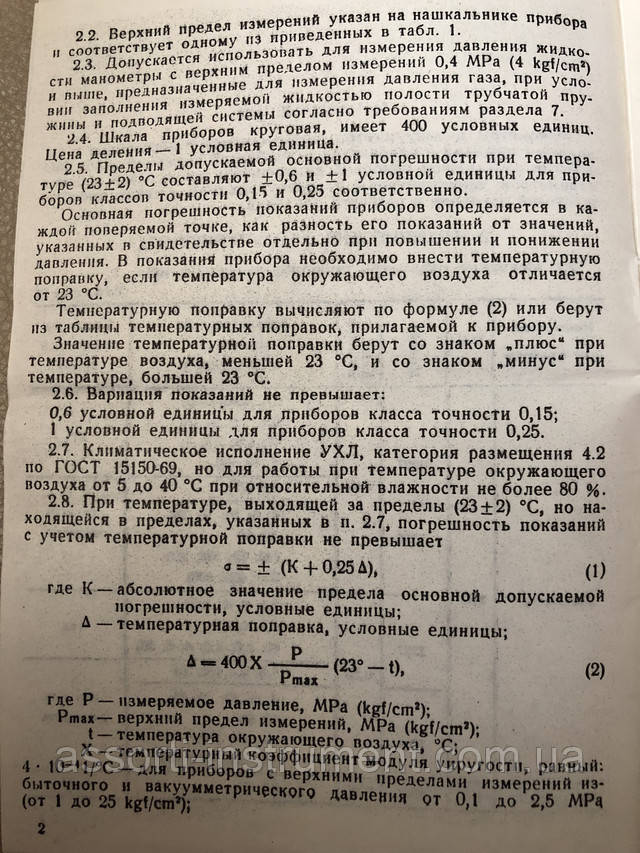 2.2. Верхний предел измерений указан на нашкальнике прибора
и соответствует одному из приведенных в табл. 1.
2.3. Допускается использовать для измерения давления жидко-
сти манометры с верхним пределом измерений 0,4 MPa (4 kgf/cm²)
и выше, предназначенные для измерения давления газа, при усло-
вии заполнения измеряемой жидкостью полости трубчатой пру-
жины и подводящей системы согласно требованиям раздела 7.
2.4. Шкала приборов круговая, имеет 400 условных единиц.
Цена деления — 1 условная единица.
2.5. Пределы допускаемой основной погрешности при темпера-
туре (23±2) °С составляют ±0,6 и ±1 условной единицы для при-
боров классов точности 0,15 и 0,25 соответственно.
Основная погрешность показаний приборов определяется в ка-
ждой поверяемой точке, как разность его показаний от значений,
указанных в свидетельстве отдельно при повышении и понижении
давления. В показания прибора необходимо внести температурную
поправку, если температура окружающего воздуха отличается
от 23 °С.
Температурную поправку вычисляют по формуле (2) или берут
из таблицы температурных поправок, прилагаемой к прибору.
Значение температурной поправки берут со знаком „плюс“ при
температуре воздуха, меньшей 23 °С, и со знаком „минус“ при
температуре, большей 23 °С.
2.6. Вариация показаний не превышает:
0,6 условной единицы для приборов класса точности 0,15;
1 условной единицы для приборов класса точности 0,25.
2.7. Климатическое исполнение УХЛ, категория размещения 4.2
по ГОСТ 15150-69, но для работы при температуре окружающего
воздуха от 5 до 40 °С при относительной влажности не более 80 %.
2.8. При температуре, выходящей за пределы (23±2) °С, но на-
ходящейся в пределах, указанных в п. 2.7, погрешность показаний
с учетом температурной поправки не превышает
σ = ± (К + 0,25 Δ), (1)
где К — абсолютное значение предела основной допускаемой
погрешности, условные единицы;
Δ — температурная поправка, условные единицы;
Δ = 400 X P / Pmax (23° — t), (2)
где P — измеряемое давление, MPa (kgf/cm²);
Pmax — верхний предел измерений, MPa (kgf/cm²);
t — температура окружающего воздуха, °С;
X — температурный коэффициент модуля упругости, равный:
4 · 10⁻⁴1/°С — для приборов с верхними пределами измерений из-
быточного и вакуумметрического давления от 0,1 до 2,5 MPa
(от 1 до 25 kgf/cm²);
2